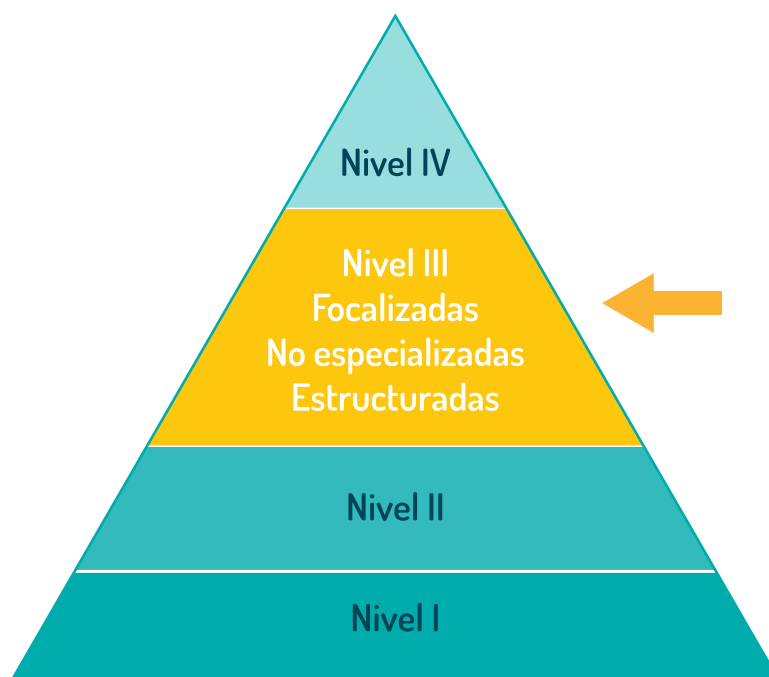 Nivel IV
Nivel III
Focalizadas
No especializadas
Estructuradas
Nivel II
Nivel I